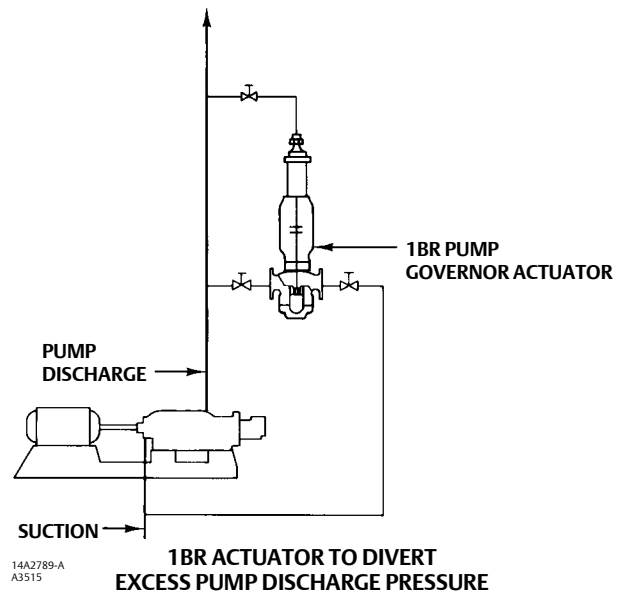 1BR PUMP
GOVERNOR ACTUATOR
PUMP
DISCHARGE
SUCTION
14A2789-A
A3515
1BR ACTUATOR TO DIVERT
EXCESS PUMP DISCHARGE PRESSURE